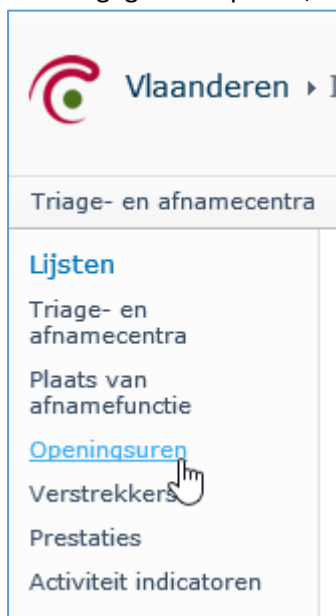 Vlaanderen
Triage- en afnamecentra
Lijsten
Triage- en
afnamecentra
Plaats van
afnamefunctie
Openingsuren
Verstrekkers
Prestaties
Activiteit indicatoren